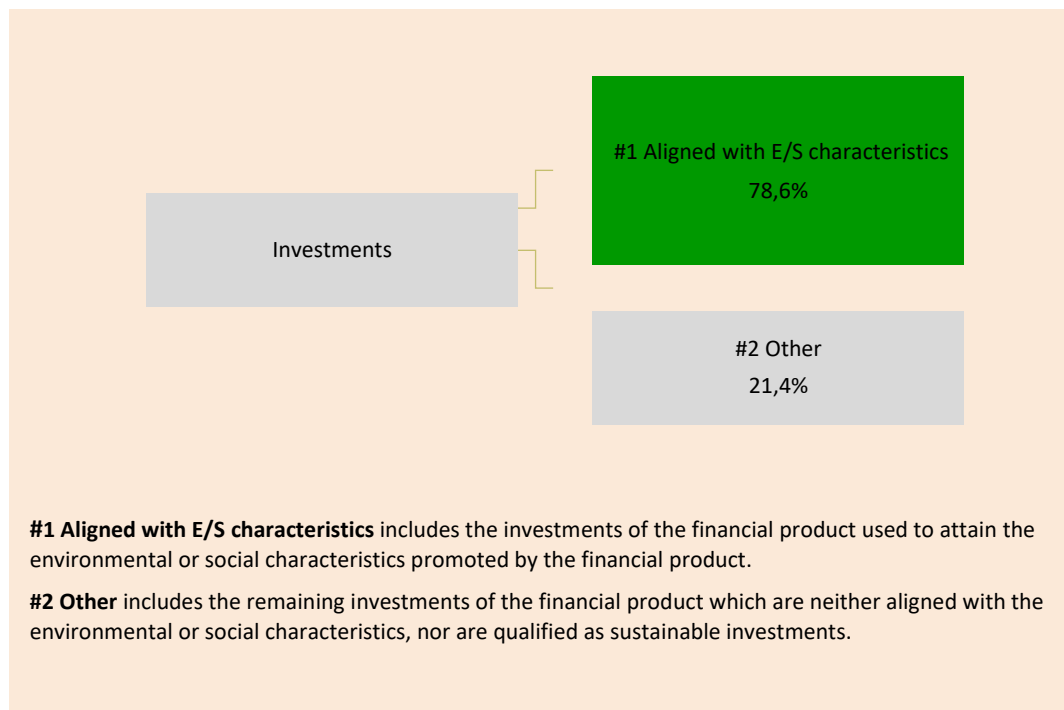 #1 Aligned with E/S characteristics
78,6%
Investments
#2 Other
21,4%
#1 Aligned with E/S characteristics includes the investments of the financial product used to attain the
environmental or social characteristics promoted by the financial product.
#2 Other includes the remaining investments of the financial product which are neither aligned with the
environmental or social characteristics, nor are qualified as sustainable investments.